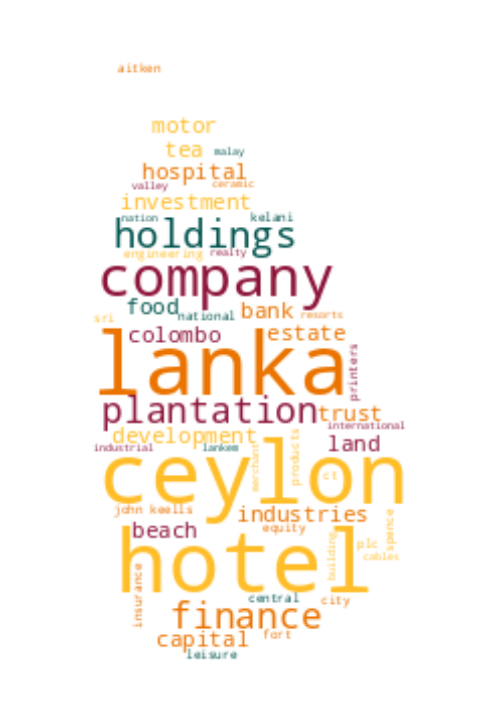 aitken
motor
tea malay
hospital
valley ceramic
investment
nation kelani
holdings
engineering realty
company
food national bank resorts
sri
colombo estate
lanka
printers
plantation trust
international
development land
industrial lankem
merchant
products
ceylon
ct
john keells industries
spence
equity
beach
building
plc
cables
hotel
insurance
central city
finance
capital fort
leisure